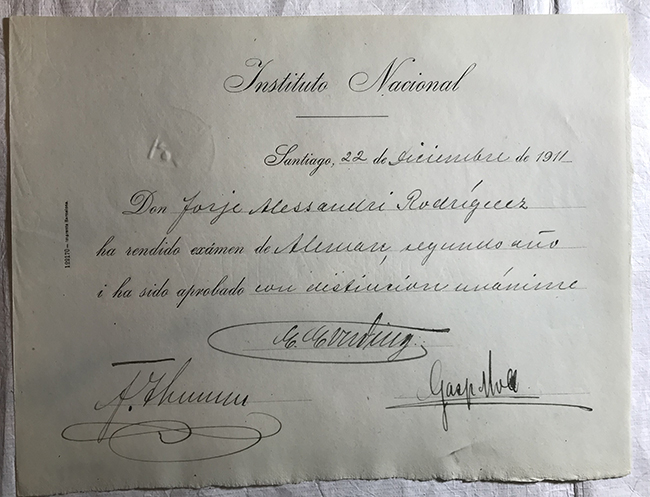 Instituto Nacional
Santiago, 22 de Diciembre de 1911
Don Jorje Alessandri Rodríguez
ha rendido exámen de Aleman, segundo año
i ha sido aprobado con distincion unánime